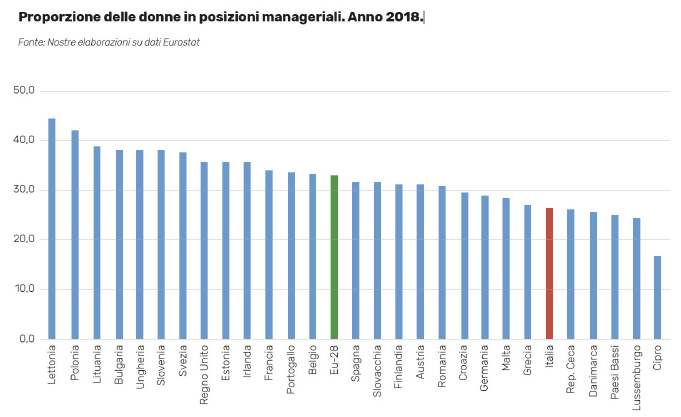 Proporzione delle donne in posizioni manageriali. Anno 2018.
Fonte: Nostre elaborazioni su dati Eurostat
50,0
40,0
30,0
20,0
10,0
0,0
Lettonia
Polonia
Lituania
Bulgaria
Ungheria
Slovenia
Svezia
Regno Unito
Estonia
Irlanda
Francia
Portogallo
Belgio
Eu-28
Spagna
Slovacchia
Finlandia
Austria
Romania
Croazia
Germania
Malta
Grecia
Italia
Rep. Ceca
Danimarca
Paesi Bassi
Lussemburgo
Cipro